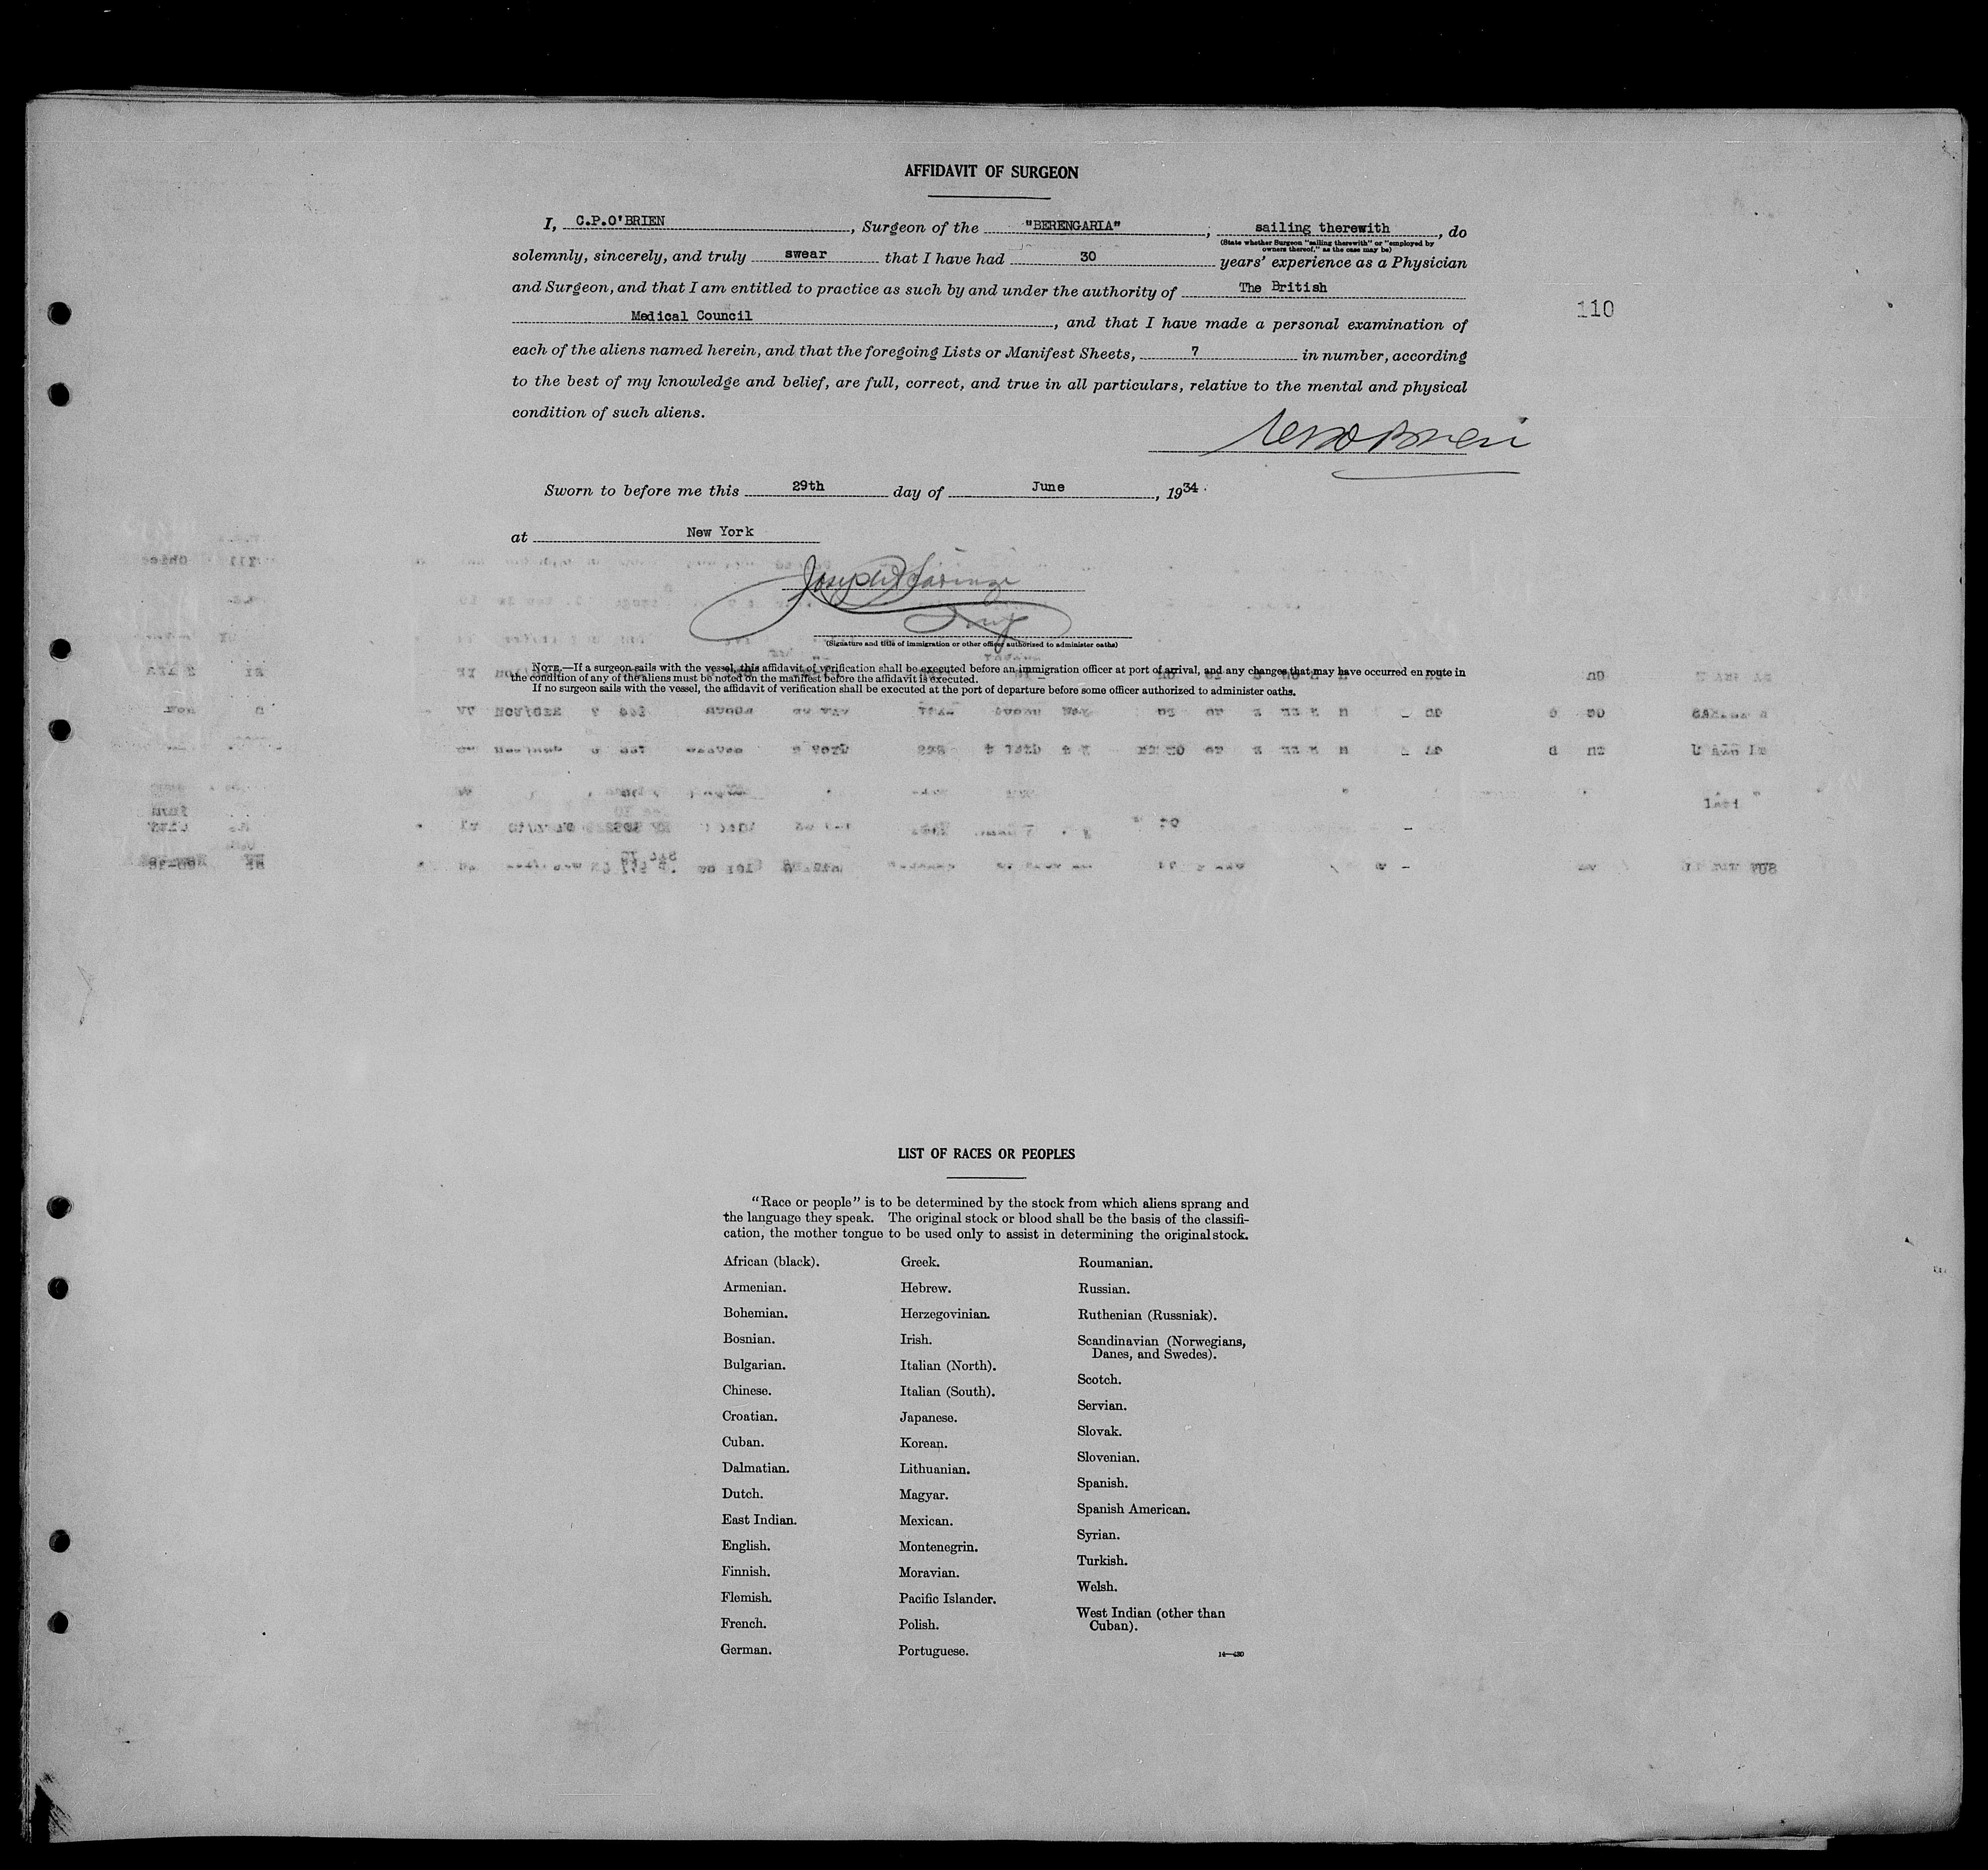 AFFIDAVIT OF SURGEON
I, C.P.O'BRIEN, Surgeon of the "BERENGARIA", sailing therewith, do
(State whether Surgeon "sailing therewith" or "employed by
owners thereof," as the case may be)
solemnly, sincerely, and truly swear that I have had 30 years' experience as a Physician
and Surgeon, and that I am entitled to practice as such by and under the authority of The British
110
Medical Council, and that I have made a personal examination of
each of the aliens named herein, and that the foregoing Lists or Manifest Sheets, 7 in number, according
to the best of my knowledge and belief, are full, correct, and true in all particulars, relative to the mental and physical
condition of such aliens.
Sworn to before me this 29th day of June, 1934.
at New York
(Signature and title of immigration or other officer authorized to administer oaths)
NOTE.—If a surgeon sails with the vessel, this affidavit of verification shall be executed before an immigration officer at port of arrival, and any changes that may have occurred en route in
the condition of any of the aliens must be noted on the manifest before the affidavit is executed.
If no surgeon sails with the vessel, the affidavit of verification shall be executed at the port of departure before some officer authorized to administer oaths.
LIST OF RACES OR PEOPLES
"Race or people" is to be determined by the stock from which aliens sprang and
the language they speak. The original stock or blood shall be the basis of the classifi-
cation, the mother tongue to be used only to assist in determining the original stock.
African (black).
Armenian.
Bohemian.
Bosnian.
Bulgarian.
Chinese.
Croatian.
Cuban.
Dalmatian.
Dutch.
East Indian.
English.
Finnish.
Flemish.
French.
German.
Greek.
Hebrew.
Herzegovinian.
Irish.
Italian (North).
Italian (South).
Japanese.
Korean.
Lithuanian.
Magyar.
Mexican.
Montenegrin.
Moravian.
Pacific Islander.
Polish.
Portuguese.
Roumanian.
Russian.
Ruthenian (Russniak).
Scandinavian (Norwegians,
Danes, and Swedes).
Scotch.
Servian.
Slovak.
Slovenian.
Spanish.
Spanish American.
Syrian.
Turkish.
Welsh.
West Indian (other than
Cuban).
14—430